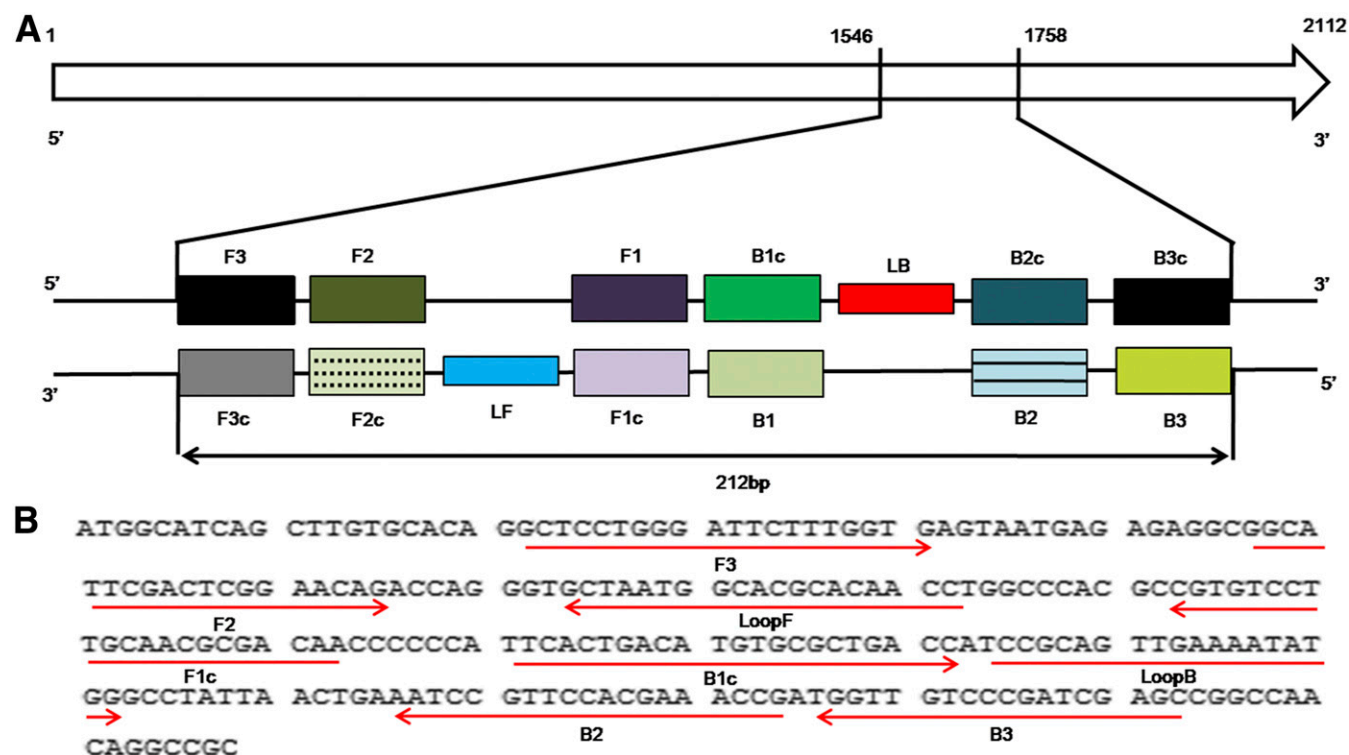 A
1
1546
1758
2112
5’
3’
F3
F2
F1
B1c
LB
B2c
B3c
5’
3’
3’
5’
F3c
F2c
LF
F1c
B1
B2
B3
212bp
B
ATGGCATCAG CTTGTGCACA GGCTCCTGGG ATTCTTTGGT GAGTAATGAG AGAGGCGGCA
F3
TTCGACTCGG AACAGACCAG GGTGCTAATG GCACGCACAA CCTGGCCCAC GCCGTGTCCT
F2
LoopF
TGCAACGCGA CAACCCCCCA TTCACTGACA TGTGCGCTGA CCATCCGCAG TTGAAAATAT
F1c
B1c
LoopB
GGGCCTATTA ACTGAAATCC GTTCCACGAA ACCGATGGTT GTCCCGATCG AGCCGGCCAA
B2
B3
CAGGCCGC